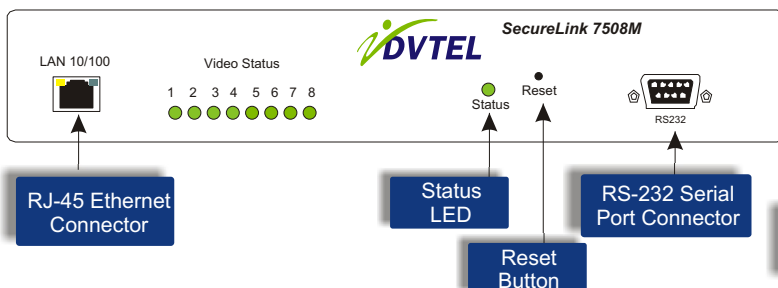 DVTEL
SecureLink 7508M
LAN 10/100
Video Status
1 2 3 4 5 6 7 8
Status
Reset
RS232
RJ-45 Ethernet
Connector
Status
LED
Reset
Button
RS-232 Serial
Port Connector